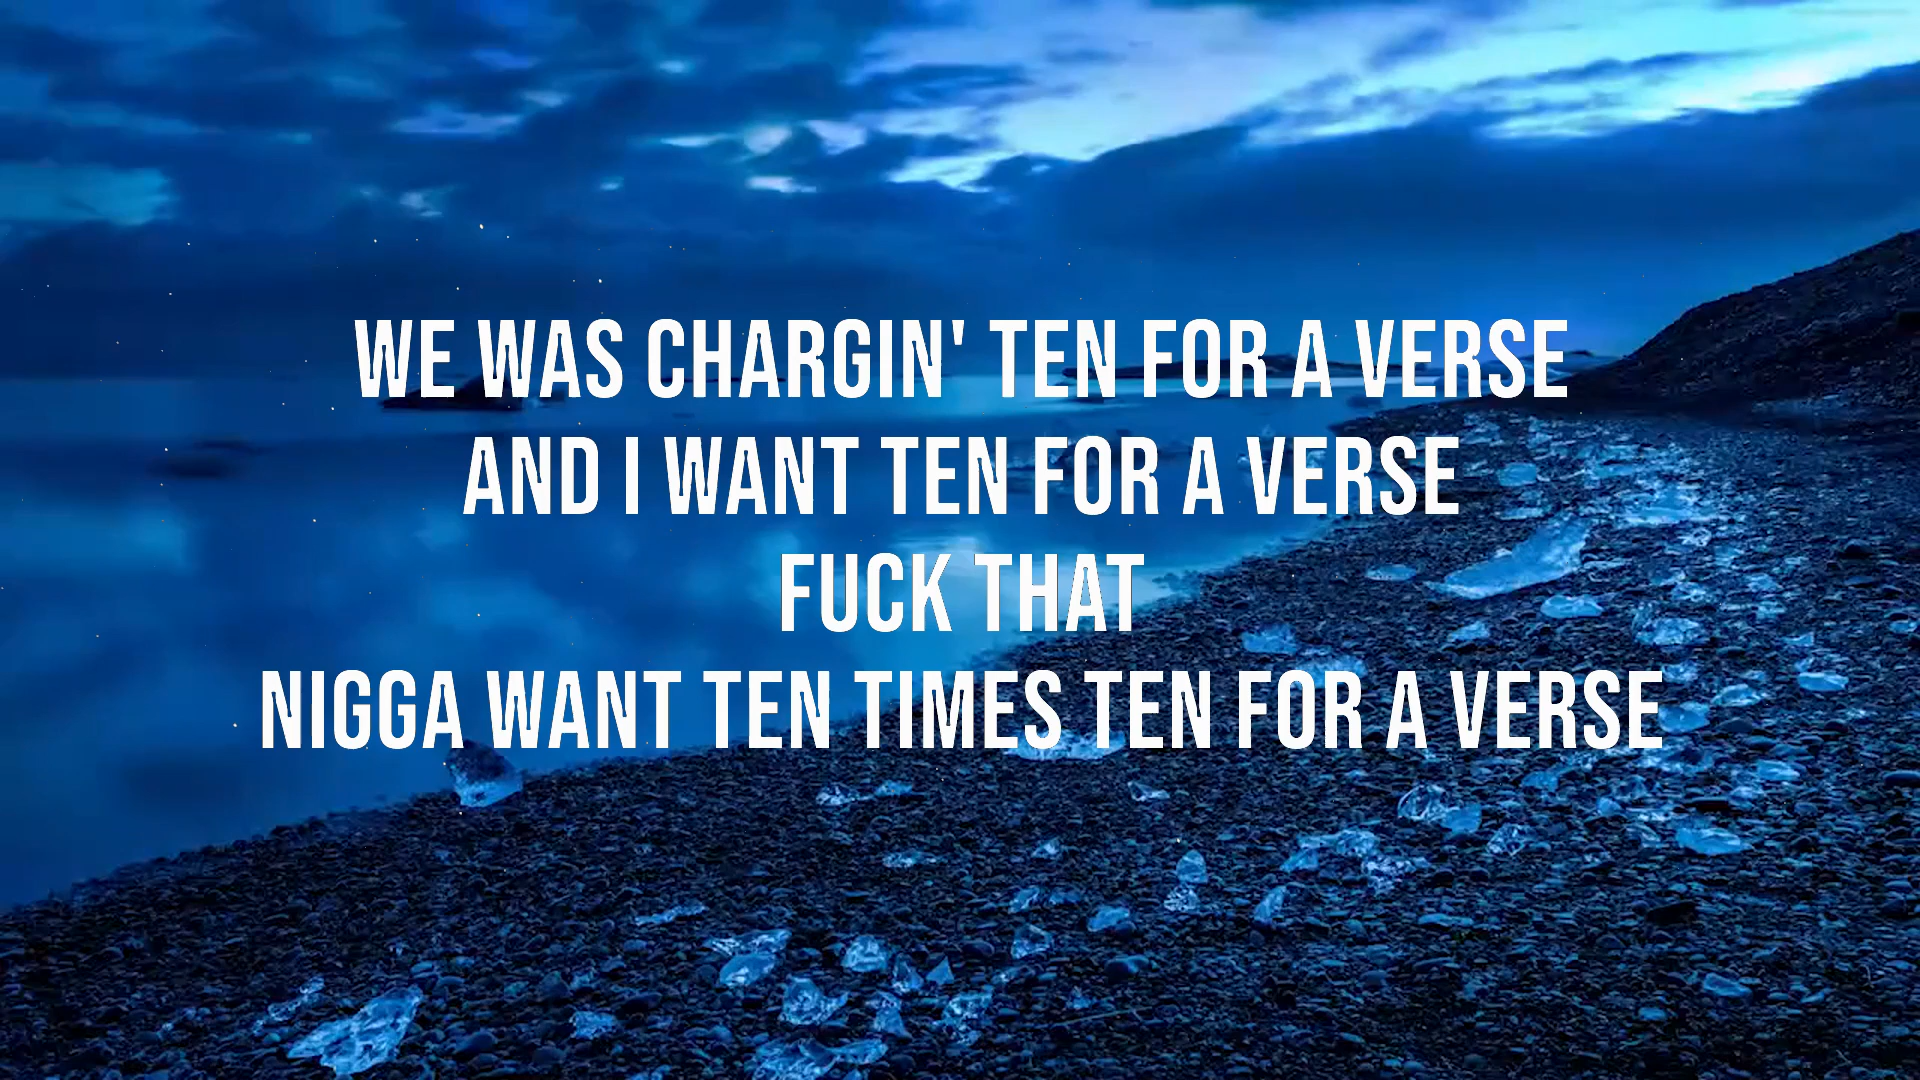 WE WAS CHARGIN' TEN FOR A VERSE
AND I WANT TEN FOR A VERSE
FUCK THAT
NIGGA WANT TEN TIMES TEN FOR A VERSE